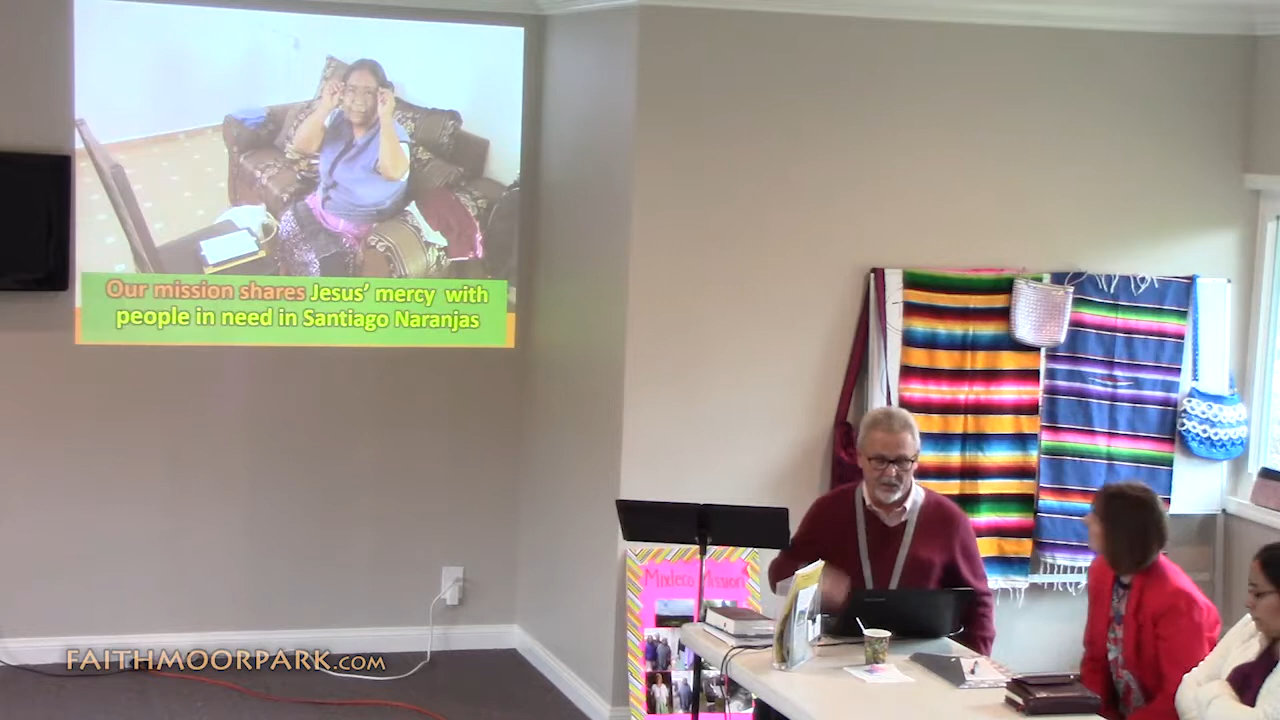 Our mission shares Jesus' mercy with
people in need in Santiago Naranjas
Mixteco Mission
FAITHMOORPARK.COM